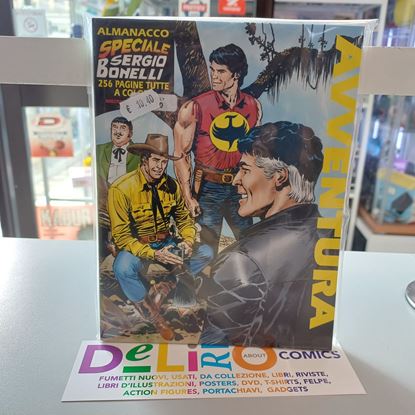 ALMANACCO
SPECIALE
SERGIO
BONELLI
256 PAGINE TUTTE
A COLORI
€ 10,40
AVVENTURA
DeLIRIO
ABOUT
COMICS
FUMETTI NUOVI, USATI, DA COLLEZIONE, LIBRI, RIVISTE,
LIBRI D'ILLUSTRAZIONI, POSTERS, DVD, T-SHIRTS, FELPE,
ACTION FIGURES, PORTACHIAVI, GADGETS